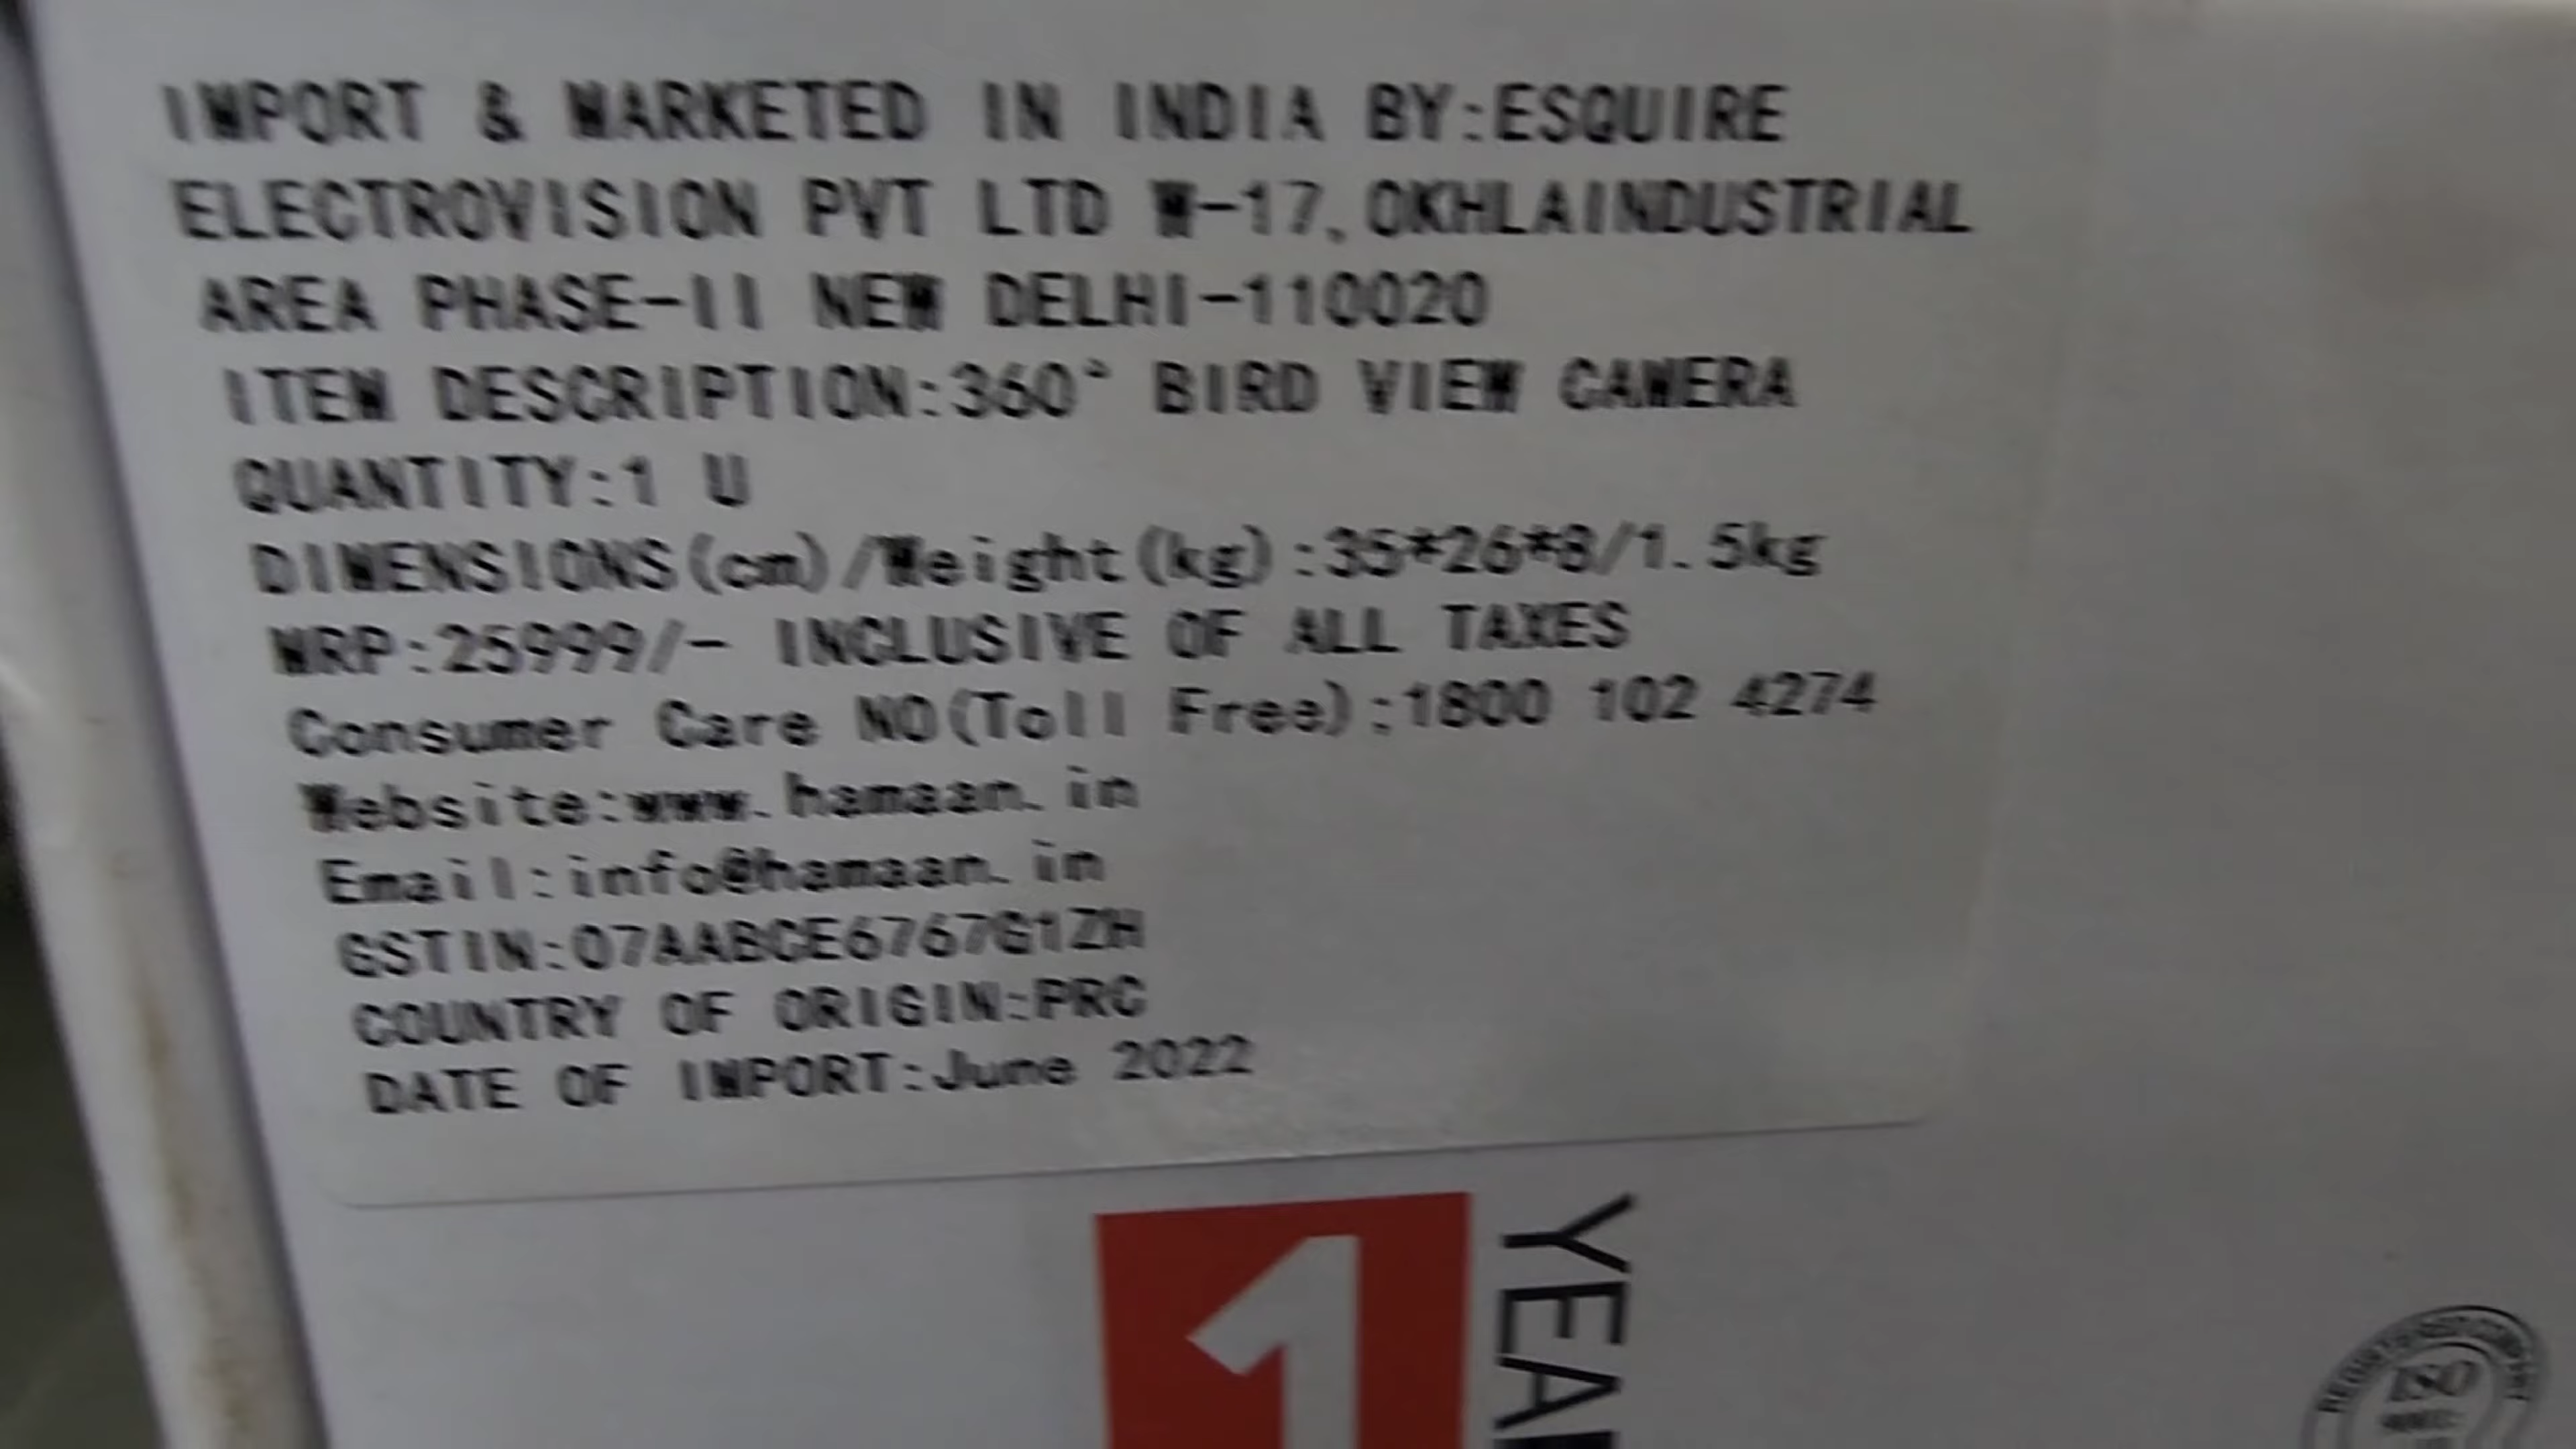 IMPORT & MARKETED IN INDIA BY:ESQUIRE
ELECTROVISION PVT LTD W-17,OKHLAINDUSTRIAL
AREA PHASE-II NEW DELHI-110020
ITEM DESCRIPTION:360° BIRD VIEW CAMERA
QUANTITY:1 U
DIMENSIONS(cm)/Weight(kg):35*26*8/1.5kg
MRP:25999/- INCLUSIVE OF ALL TAXES
Consumer Care NO(Toll Free):1800 102 4274
Website:www.hamaan.in
Email:info@hamaan.in
GSTIN:07AABCE6767G1ZH
COUNTRY OF ORIGIN:PRC
DATE OF IMPORT:June 2022
1
YEA
ISO